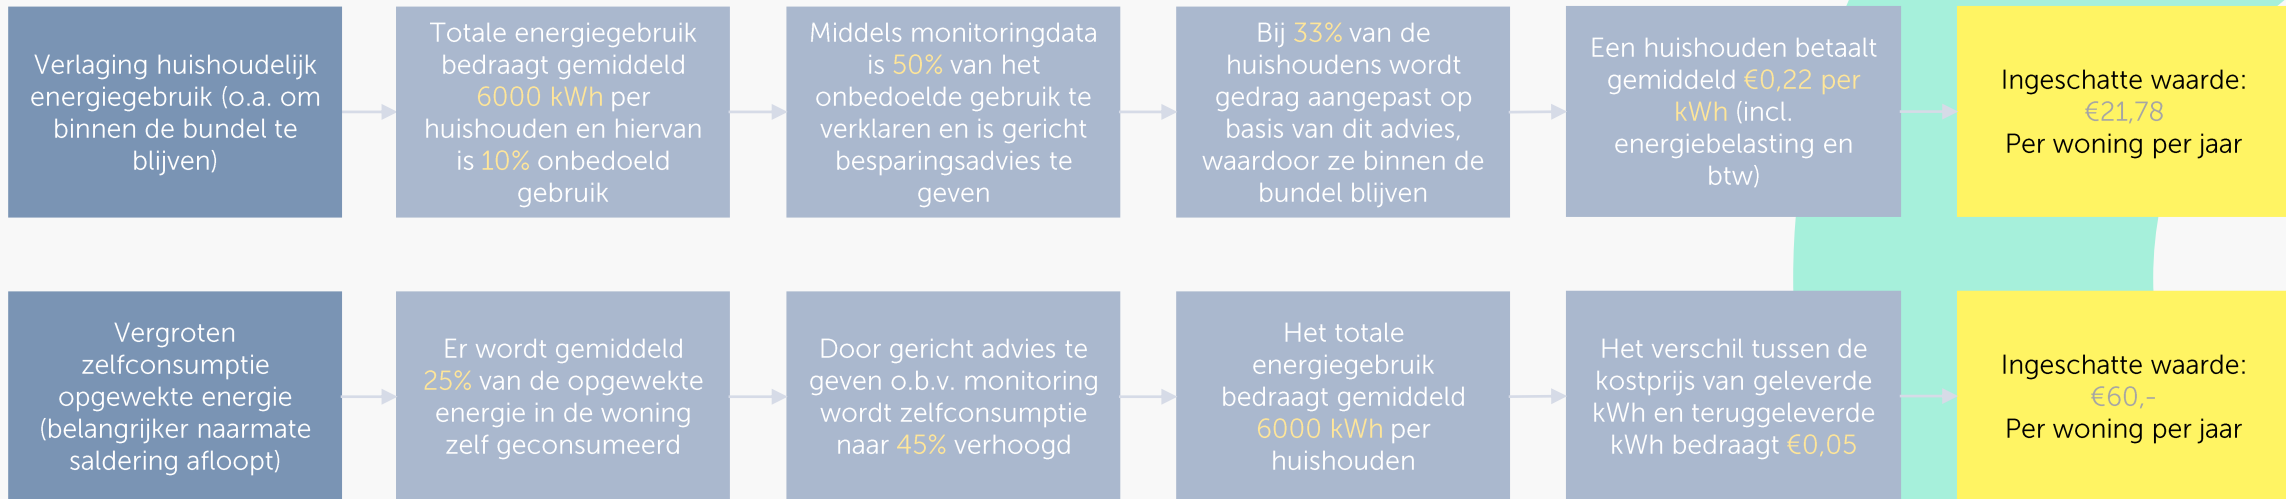 Verlaging huishoudelijk
energiegebruik (o.a. om
binnen de bundel te
blijven)
Totale energiegebruik
bedraagt gemiddeld
6000 kWh per
huishouden en hiervan
is 10% onbedoeld
gebruik
Middels monitoringdata
is 50% van het
onbedoelde gebruik te
verklaren en is gericht
besparingsadvies te
geven
Bij 33% van de
huishoudens wordt
gedrag aangepast op
basis van dit advies,
waardoor ze binnen de
bundel blijven
Een huishouden betaalt
gemiddeld €0,22 per
kWh (incl.
energiebelasting en
btw)
Ingeschatte waarde:
€21,78
Per woning per jaar
Vergroten
zelfconsumptie
opgewekte energie
(belangrijker naarmate
saldering afloopt)
Er wordt gemiddeld
25% van de opgewekte
energie in de woning
zelf geconsumeerd
Door gericht advies te
geven o.b.v. monitoring
wordt zelfconsumptie
naar 45% verhoogd
Het totale
energiegebruik
bedraagt gemiddeld
6000 kWh per
huishouden
Het verschil tussen de
kostprijs van geleverde
kWh en teruggeleverde
kWh bedraagt €0,05
Ingeschatte waarde:
€60,-
Per woning per jaar